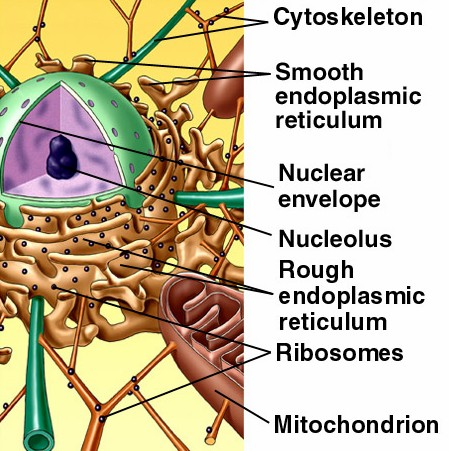 Cytoskeleton
Smooth
endoplasmic
reticulum
Nuclear
envelope
Nucleolus
Rough
endoplasmic
reticulum
Ribosomes
Mitochondrion